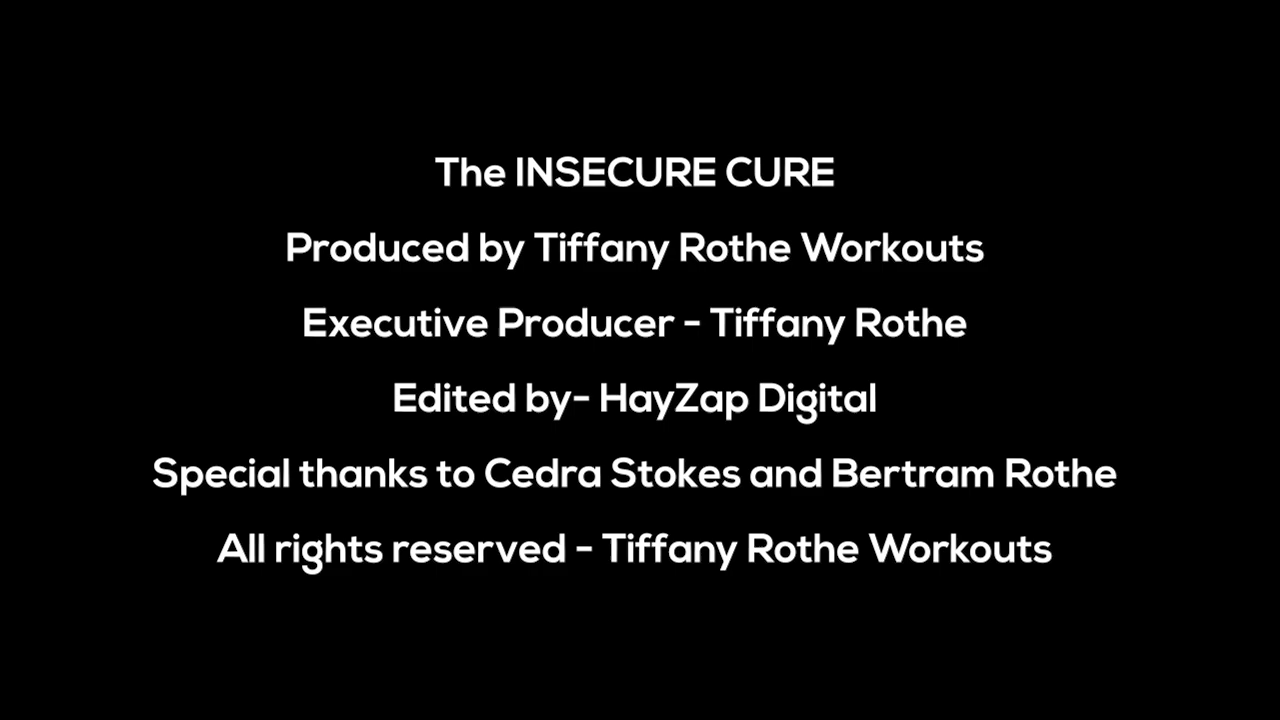 The INSECURE CURE
Produced by Tiffany Rothe Workouts
Executive Producer - Tiffany Rothe
Edited by- HayZap Digital
Special thanks to Cedra Stokes and Bertram Rothe
All rights reserved - Tiffany Rothe Workouts